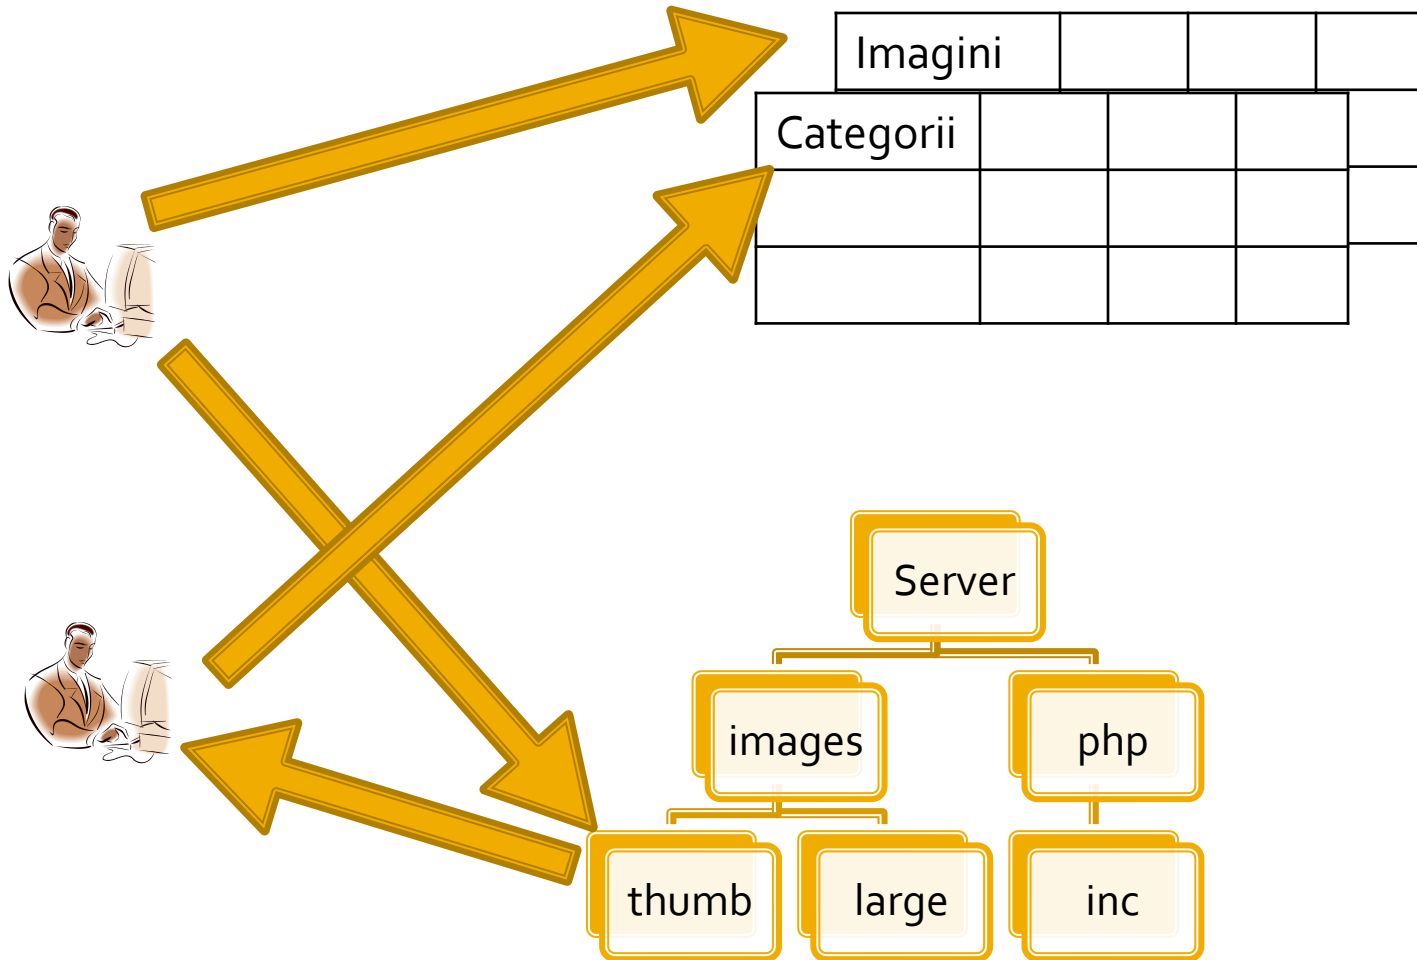 Imagini
Categorii
Server
images
php
thumb
large
inc